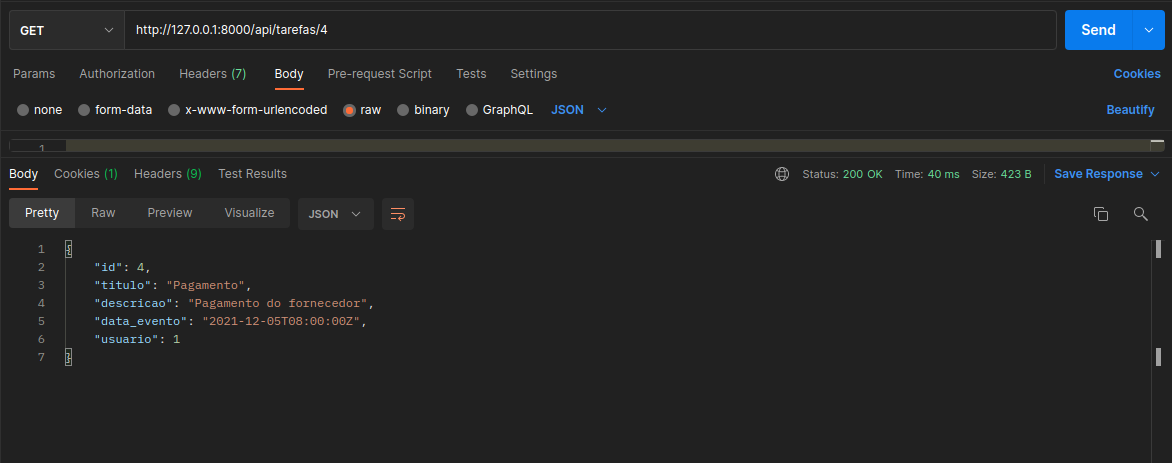 GET http://127.0.0.1:8000/api/tarefas/4 Send
Params Authorization Headers (7) Body Pre-request Script Tests Settings Cookies
none form-data x-www-form-urlencoded raw binary GraphQL JSON Beautify
1
Body Cookies (1) Headers (9) Test Results Status: 200 OK Time: 40 ms Size: 423 B Save Response
Pretty Raw Preview Visualize JSON
1 {
2 "id": 4,
3 "titulo": "Pagamento",
4 "descricao": "Pagamento do fornecedor",
5 "data_evento": "2021-12-05T08:00:00Z",
6 "usuario": 1
7 }